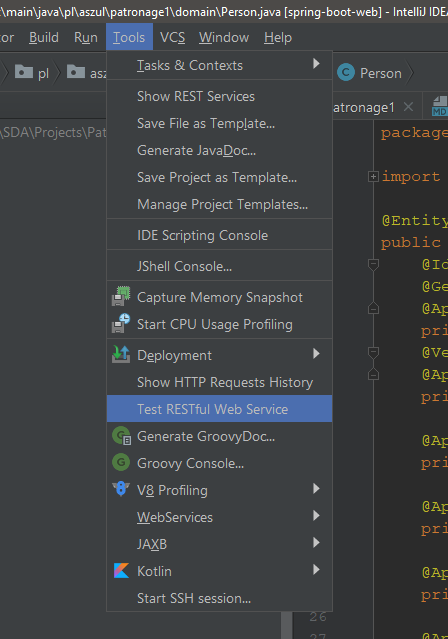 \main\java\pl\aszul\patronage1\domain\Person.java [spring-boot-web] - IntelliJ IDE
tor Build Run Tools VCS Window Help
pl asz Person
Tasks & Contexts
Show REST Services
atronage1 MD
Save File as Template...
\SDA\Projects\Pat package
Generate JavaDoc...
Save Project as Template... import
Manage Project Templates...
@Entity
IDE Scripting Console public
JShell Console... @Id
@Ge
Capture Memory Snapshot @Ap
Start CPU Usage Profiling pri
@Ve
Deployment @Ap
Show HTTP Requests History pri
Test RESTful Web Service
Generate GroovyDoc... @Ap
Groovy Console... pri
V8 Profiling
WebServices @Ap
pri
JAXB
Kotlin @Ap
Start SSH session... pri
26
27 @Ap